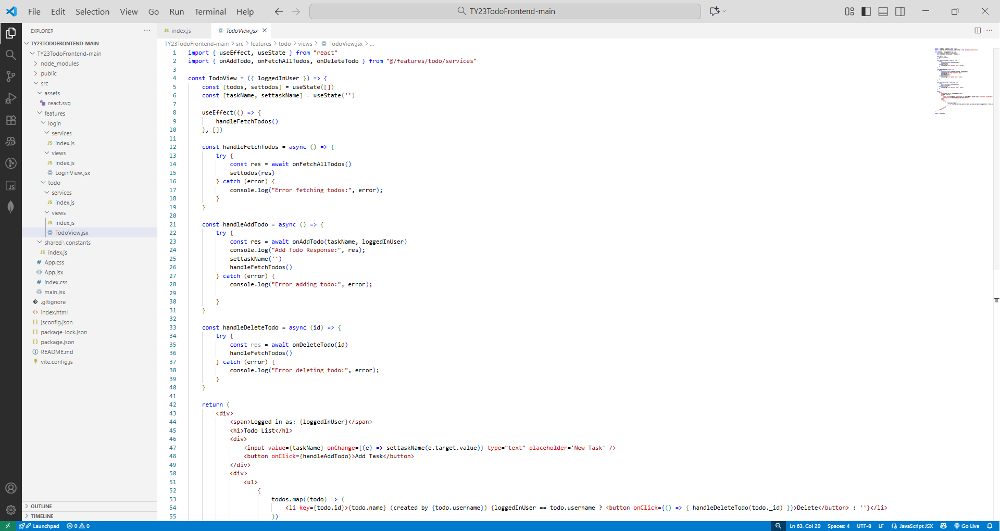 File Edit Selection View Go Run Terminal Help
TY23TodoFrontend-main
EXPLORER
TY23TODOFRONTEND-MAIN
TY23TodoFrontend-main
node_modules
public
src
assets
react.svg
features
login
services
JS index.js
views
JS index.js
LoginView.jsx
todo
services
JS index.js
views
JS index.js
TodoView.jsx
shared \ constants
JS index.js
# App.css
App.jsx
# index.css
main.jsx
.gitignore
<> index.html
{} jsconfig.json
{} package-lock.json
{} package.json
README.md
vite.config.js
OUTLINE
TIMELINE
JS index.js
TodoView.jsx
TY23TodoFrontend-main > src > features > todo > views > TodoView.jsx > ...
1 import { useEffect, useState } from "react"
2 import { onAddTodo, onFetchAllTodos, onDeleteTodo } from "@/features/todo/services"
3
4 const TodoView = ({ loggedInUser }) => {
5 const [todos, settodos] = useState([])
6 const [taskName, settaskName] = useState('')
7
8 useEffect(() => {
9 handleFetchTodos()
10 }, [])
11
12 const handleFetchTodos = async () => {
13 try {
14 const res = await onFetchAllTodos()
15 settodos(res)
16 } catch (error) {
17 console.log("Error fetching todos:", error);
18 }
19 }
20
21 const handleAddTodo = async () => {
22 try {
23 const res = await onAddTodo(taskName, loggedInUser)
24 console.log("Add Todo Response:", res);
25 settaskName('')
26 handleFetchTodos()
27 } catch (error) {
28 console.log("Error adding todo:", error);
29
30 }
31 }
32
33 const handleDeleteTodo = async (id) => {
34 try {
35 const res = await onDeleteTodo(id)
36 handleFetchTodos()
37 } catch (error) {
38 console.log("Error deleting todo:", error);
39 }
40 }
41
42 return (
43 <div>
44 <span>Logged in as: {loggedInUser}</span>
45 <h1>Todo List</h1>
46 <div>
47 <input value={taskName} onChange={(e) => settaskName(e.target.value)} type="text" placeholder='New Task' />
48 <button onClick={handleAddTodo}>Add Task</button>
49 </div>
50 <div>
51 <ul>
52 {
53 todos.map((todo) => (
54 <li key={todo.id}>{todo.name} (created by {todo.username}) {loggedInUser == todo.username ? <button onClick={() => { handleDeleteTodo(todo._id) }}>Delete</button> : ''}</li>
55 ))
Launchpad 0 0
Ln 63, Col 20 Spaces: 4 UTF-8 LF {} JavaScript JSX Go Live